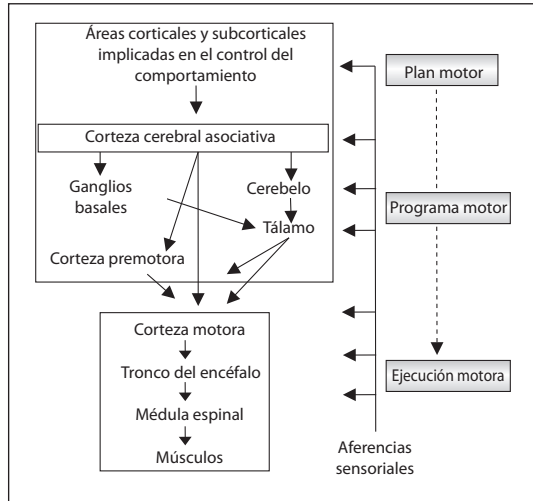 Áreas corticales y subcorticales
implicadas en el control del
comportamiento
Plan motor
Corteza cerebral asociativa
Ganglios
basales
Cerebelo
Tálamo
Programa motor
Corteza premotora
Corteza motora
Tronco del encéfalo
Médula espinal
Músculos
Ejecución motora
Aferencias
sensoriales